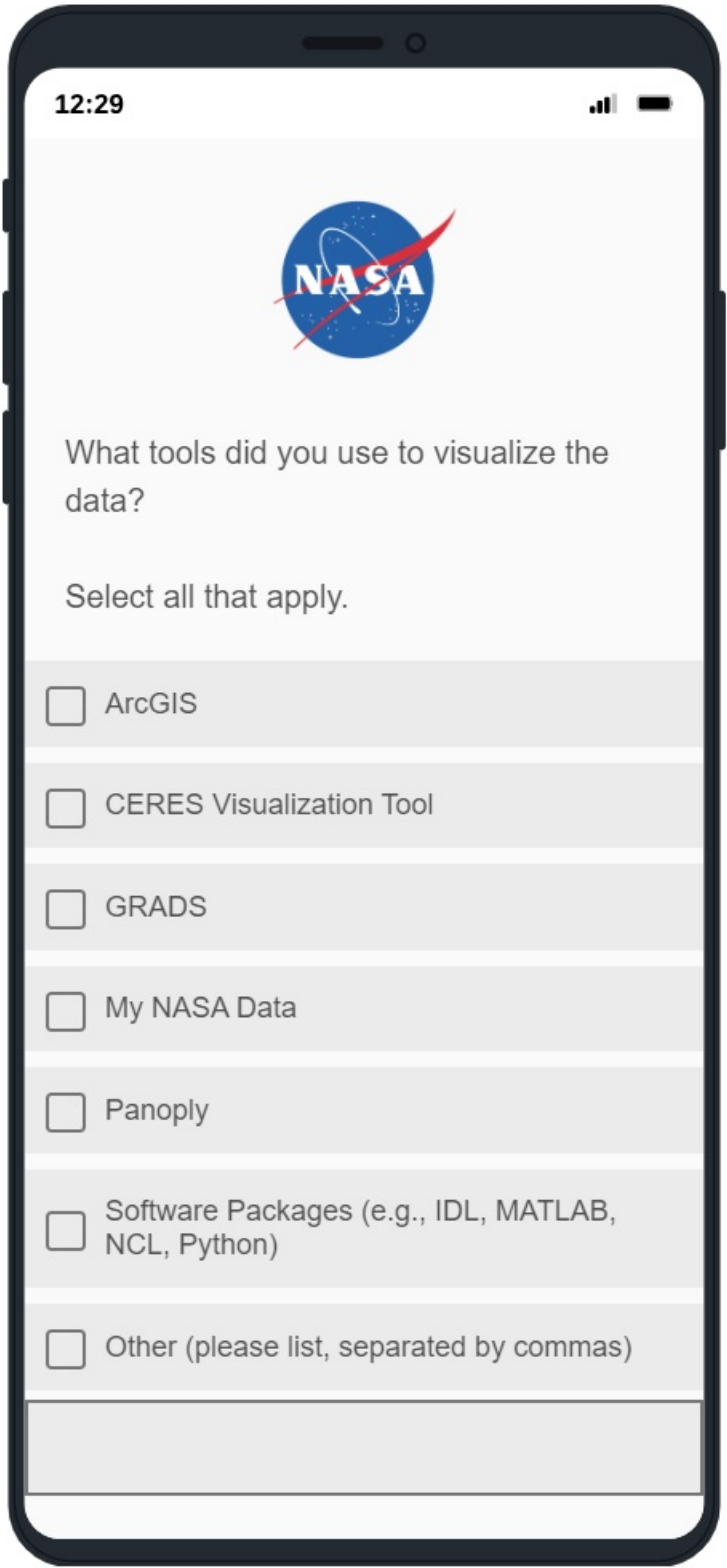 12:29
NASA
What tools did you use to visualize the
data?
Select all that apply.
ArcGIS
CERES Visualization Tool
GRADS
My NASA Data
Panoply
Software Packages (e.g., IDL, MATLAB,
NCL, Python)
Other (please list, separated by commas)